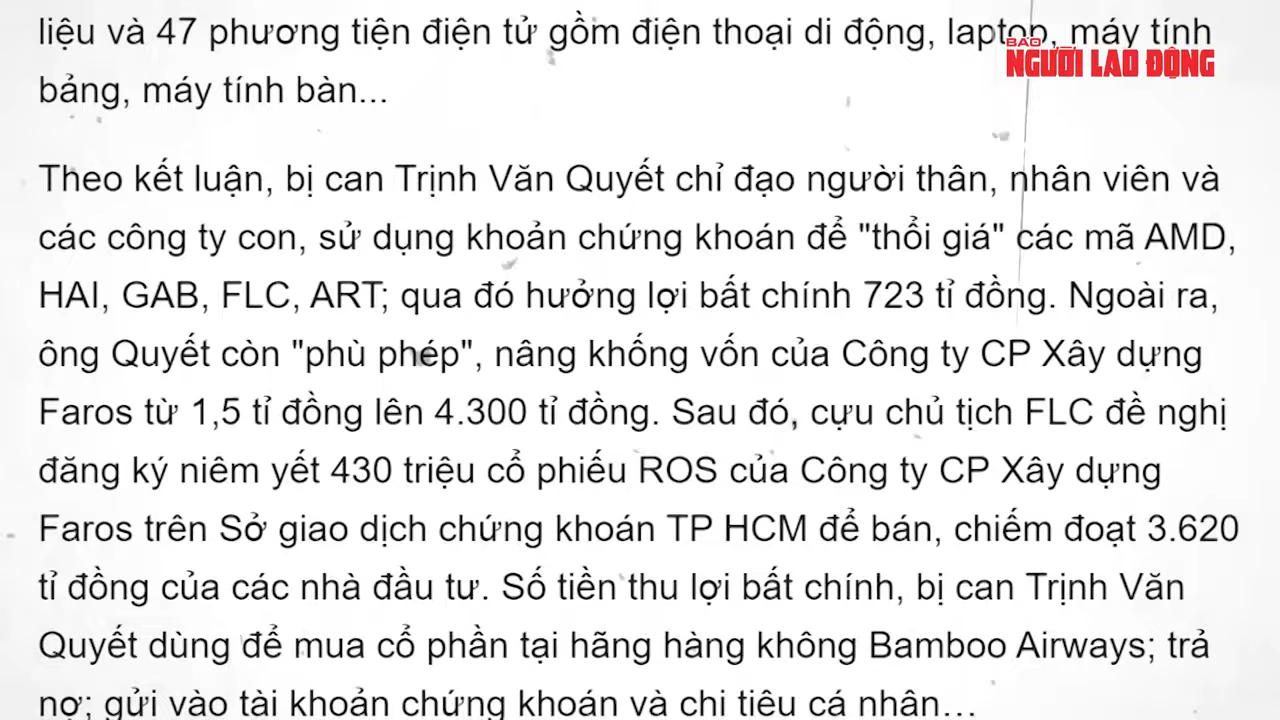 liệu và 47 phương tiện điện tử gồm điện thoại di động, laptop, máy tính
BÁO
NGƯỜI LAO ĐỘNG
bảng, máy tính bàn...
Theo kết luận, bị can Trịnh Văn Quyết chỉ đạo người thân, nhân viên và
các công ty con, sử dụng khoản chứng khoán để "thổi giá" các mã AMD,
HAI, GAB, FLC, ART; qua đó hưởng lợi bất chính 723 tỉ đồng. Ngoài ra,
ông Quyết còn "phù phép", nâng khống vốn của Công ty CP Xây dựng
Faros từ 1,5 tỉ đồng lên 4.300 tỉ đồng. Sau đó, cựu chủ tịch FLC đề nghị
đăng ký niêm yết 430 triệu cổ phiếu ROS của Công ty CP Xây dựng
Faros trên Sở giao dịch chứng khoán TP HCM để bán, chiếm đoạt 3.620
tỉ đồng của các nhà đầu tư. Số tiền thu lợi bất chính, bị can Trịnh Văn
Quyết dùng để mua cổ phần tại hãng hàng không Bamboo Airways; trả
nợ; gửi vào tài khoản chứng khoán và chi tiêu cá nhân...